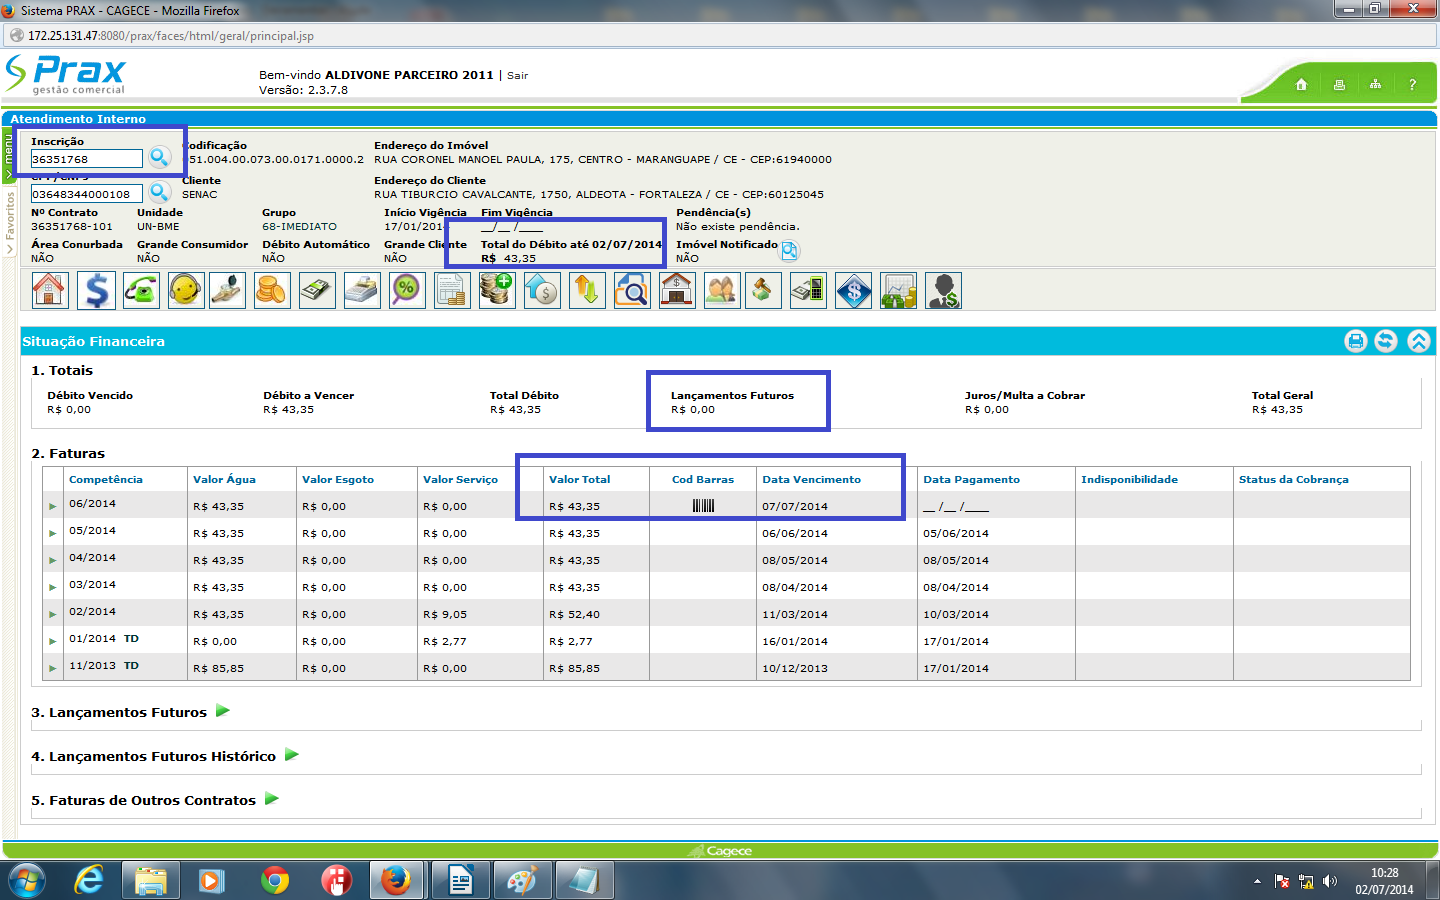 Sistema PRAX - CAGECE - Mozilla Firefox
172.25.131.47:8080/prax/faces/html/geral/principal.jsp
Prax
gestão comercial
Bem-vindo ALDIVONE PARCEIRO 2011 | Sair
Versão: 2.3.7.8
?
Atendimento Interno
menu
Favoritos
Inscrição
36351768
Codificação
51.004.00.073.00.0171.0000.2
Endereço do Imóvel
RUA CORONEL MANOEL PAULA, 175, CENTRO - MARANGUAPE / CE - CEP:61940000
03648344000108
Cliente
SENAC
Endereço do Cliente
RUA TIBURCIO CAVALCANTE, 1750, ALDEOTA - FORTALEZA / CE - CEP:60125045
Nº Contrato Unidade Grupo Início Vigência Fim Vigência Pendência(s)
36351768-101 UN-BME 68-IMEDIATO 17/01/2014 __/__ /____ Não existe pendência.
Área Conurbada Grande Consumidor Débito Automático Grande Cliente Total do Débito até 02/07/2014 Imóvel Notificado
NÃO NÃO NÃO NÃO R$ 43,35 NÃO
Situação Financeira
1. Totais
Débito Vencido Débito a Vencer Total Débito Lançamentos Futuros Juros/Multa a Cobrar Total Geral
R$ 0,00 R$ 43,35 R$ 43,35 R$ 0,00 R$ 0,00 R$ 43,35
2. Faturas
Competência Valor Água Valor Esgoto Valor Serviço Valor Total Cod Barras Data Vencimento Data Pagamento Indisponibilidade Status da Cobrança
06/2014 R$ 43,35 R$ 0,00 R$ 0,00 R$ 43,35 07/07/2014 __ /__ /____
05/2014 R$ 43,35 R$ 0,00 R$ 0,00 R$ 43,35 06/06/2014 05/06/2014
04/2014 R$ 43,35 R$ 0,00 R$ 0,00 R$ 43,35 08/05/2014 08/05/2014
03/2014 R$ 43,35 R$ 0,00 R$ 0,00 R$ 43,35 08/04/2014 08/04/2014
02/2014 R$ 43,35 R$ 0,00 R$ 9,05 R$ 52,40 11/03/2014 10/03/2014
01/2014 TD R$ 0,00 R$ 0,00 R$ 2,77 R$ 2,77 16/01/2014 17/01/2014
11/2013 TD R$ 85,85 R$ 0,00 R$ 0,00 R$ 85,85 10/12/2013 17/01/2014
3. Lançamentos Futuros
4. Lançamentos Futuros Histórico
5. Faturas de Outros Contratos
Cagece
10:28
02/07/2014